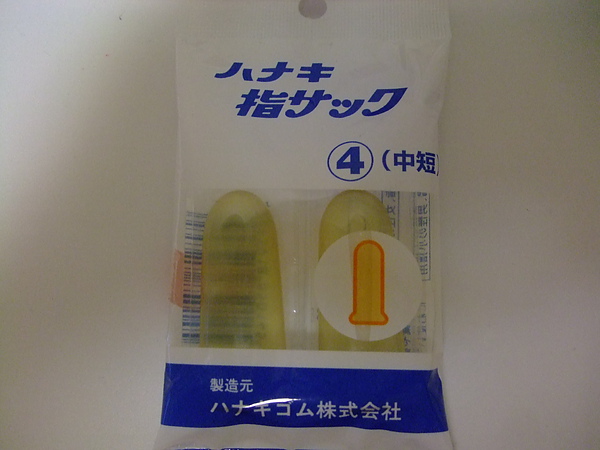 ハナキ
指サック
④（中短）
製造元
ハナキゴム株式会社